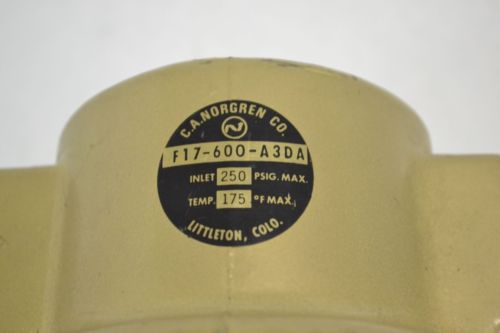 C.A.NORGREN CO.
F17-600-A3DA
INLET 250 PSIG. MAX.
TEMP. 175 °F MAX.
LITTLETON, COLO.